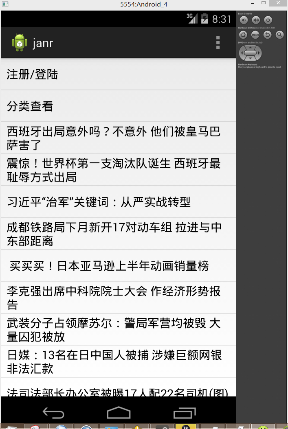 5554:Android_4
3G 8:31
janr
注册/登陆
分类查看
西班牙出局意外吗？不意外 他们被皇马巴
萨害了
震惊！世界杯第一支淘汰队诞生 西班牙最
耻辱方式出局
习近平“治军”关键词：从严实战转型
成都铁路局下月新开17对动车组 拉进与中
东部距离
买买买！日本亚马逊上半年动画销量榜
李克强出席中科院院士大会 作经济形势报
告
武装分子占领摩苏尔：警局军营均被毁 大
量囚犯被放
日媒：13名在日中国人被捕 涉嫌巨额网银
非法汇款
法司法部长办公室被曝17人配22名司机(图)